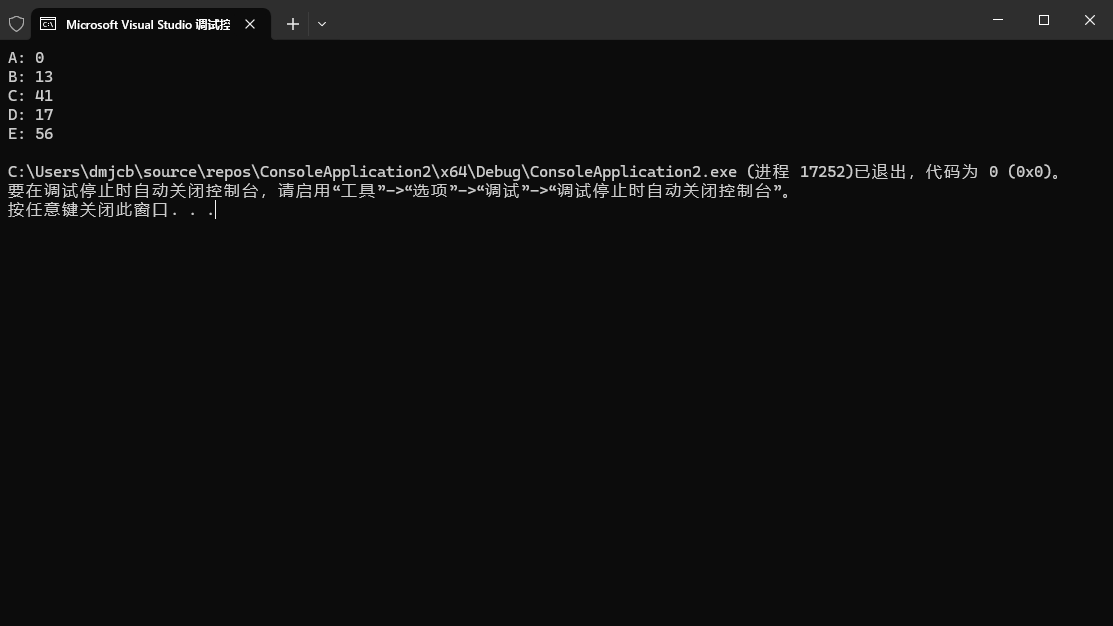 Microsoft Visual Studio 调试控
A: 0
B: 13
C: 41
D: 17
E: 56
C:\Users\dmjcb\source\repos\ConsoleApplication2\x64\Debug\ConsoleApplication2.exe (进程 17252)已退出，代码为 0 (0x0)。
要在调试停止时自动关闭控制台，请启用“工具”->“选项”->“调试”->“调试停止时自动关闭控制台”。
按任意键关闭此窗口. . .